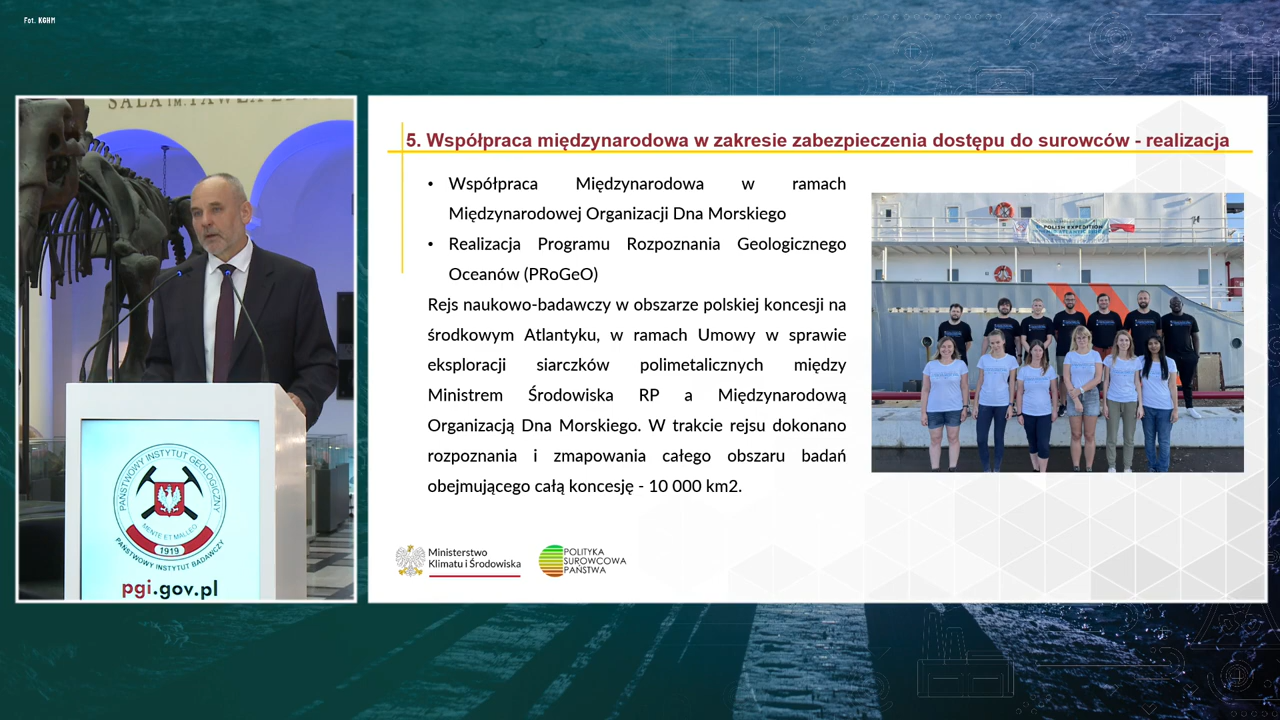 Fot. KGHM
5. Współpraca międzynarodowa w zakresie zabezpieczenia dostępu do surowców - realizacja
• Współpraca Międzynarodowa w ramach
Międzynarodowej Organizacji Dna Morskiego
• Realizacja Programu Rozpoznania Geologicznego
Oceanów (PRoGeO)
Rejs naukowo-badawczy w obszarze polskiej koncesji na
środkowym Atlantyku, w ramach Umowy w sprawie
eksploracji siarczków polimetalicznych między
Ministrem Środowiska RP a Międzynarodową
Organizacją Dna Morskiego. W trakcie rejsu dokonano
rozpoznania i zmapowania całego obszaru badań
obejmującego całą koncesję - 10 000 km2.
POLISH EXPEDITION
Ministerstwo
Klimatu i Środowiska
POLITYKA
SUROWCOWA
PAŃSTWA
PAŃSTWOWY INSTYTUT GEOLOGICZNY
MENTE ET MALLEO
1919
PAŃSTWOWY INSTYTUT BADAWCZY
pgi.gov.pl